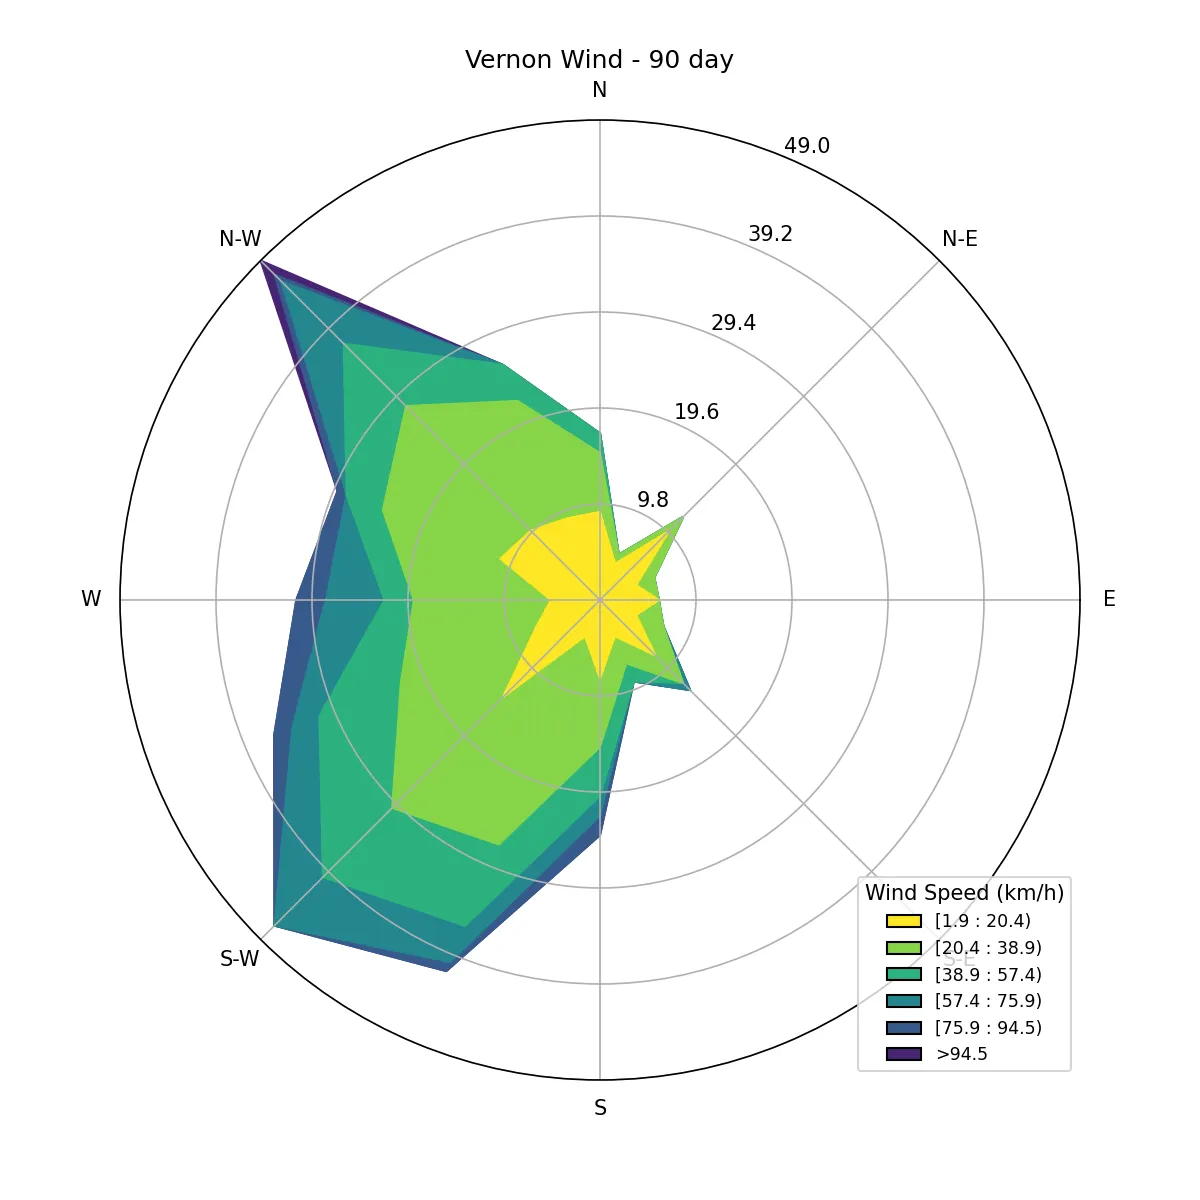 Vernon Wind - 90 day
N
49.0
39.2
N-W
N-E
29.4
19.6
9.8
W
E
S-W
S-E
Wind Speed (km/h)
[1.9 : 20.4)
[20.4 : 38.9)
[38.9 : 57.4)
[57.4 : 75.9)
[75.9 : 94.5)
>94.5
S